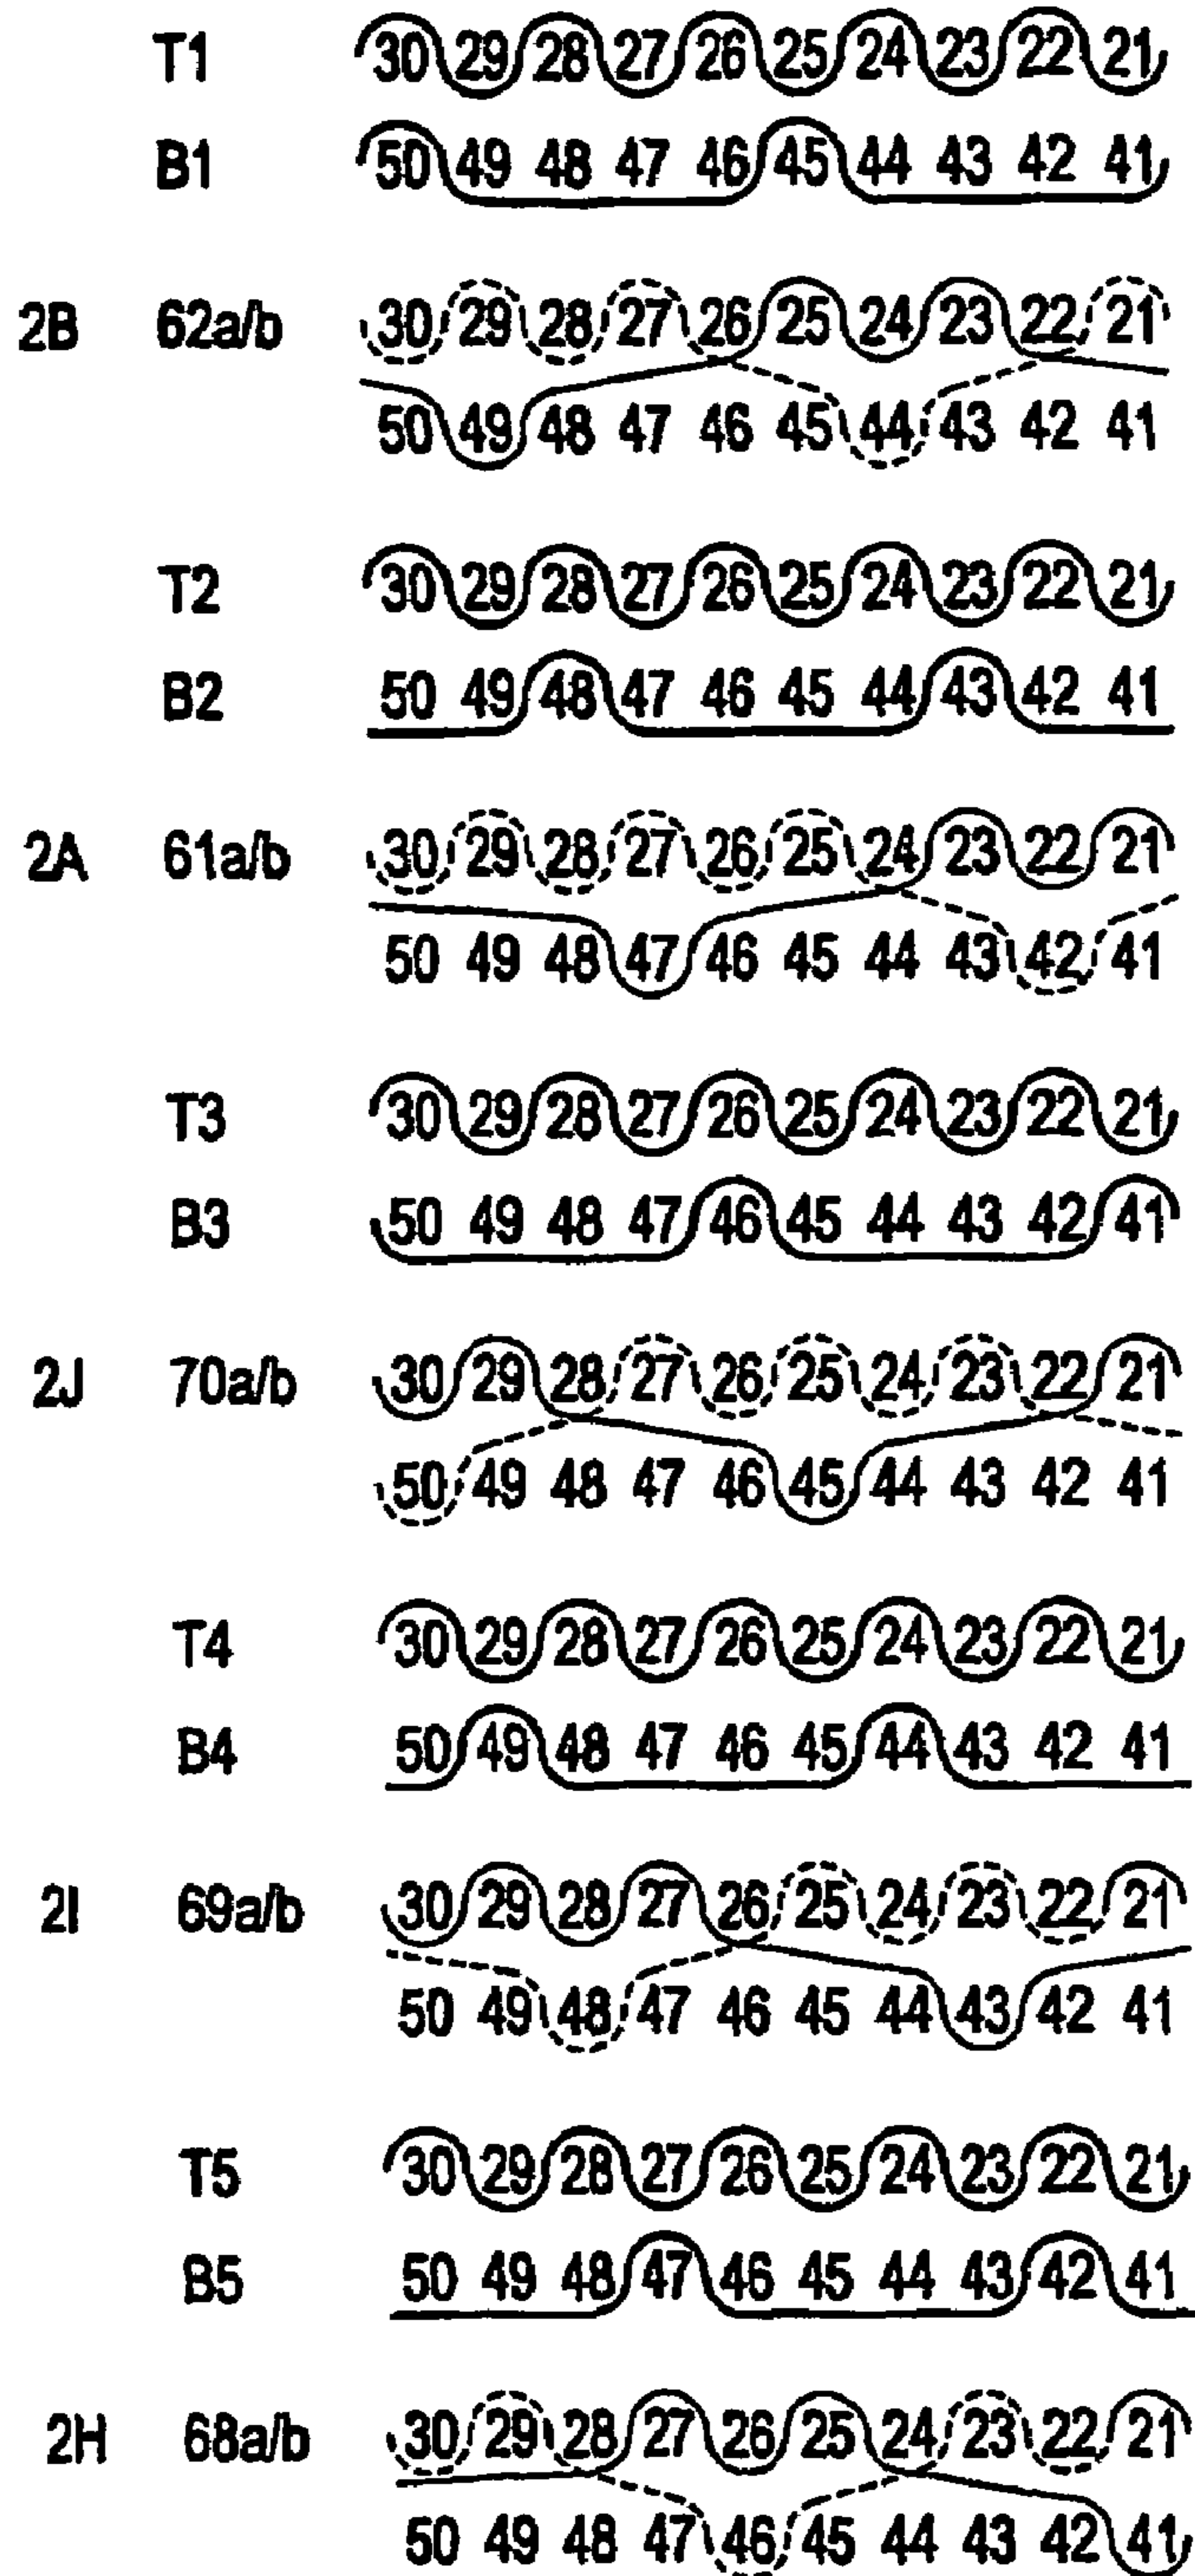 T1 30 29 28 27 26 25 24 23 22 21
B1 50 49 48 47 46 45 44 43 42 41
2B 62a/b 30 29 28 27 26 25 24 23 22 21
50 49 48 47 46 45 44 43 42 41
T2 30 29 28 27 26 25 24 23 22 21
B2 50 49 48 47 46 45 44 43 42 41
2A 61a/b 30 29 28 27 26 25 24 23 22 21
50 49 48 47 46 45 44 43 42 41
T3 30 29 28 27 26 25 24 23 22 21
B3 50 49 48 47 46 45 44 43 42 41
2J 70a/b 30 29 28 27 26 25 24 23 22 21
50 49 48 47 46 45 44 43 42 41
T4 30 29 28 27 26 25 24 23 22 21
B4 50 49 48 47 46 45 44 43 42 41
2I 69a/b 30 29 28 27 26 25 24 23 22 21
50 49 48 47 46 45 44 43 42 41
T5 30 29 28 27 26 25 24 23 22 21
B5 50 49 48 47 46 45 44 43 42 41
2H 68a/b 30 29 28 27 26 25 24 23 22 21
50 49 48 47 46 45 44 43 42 41